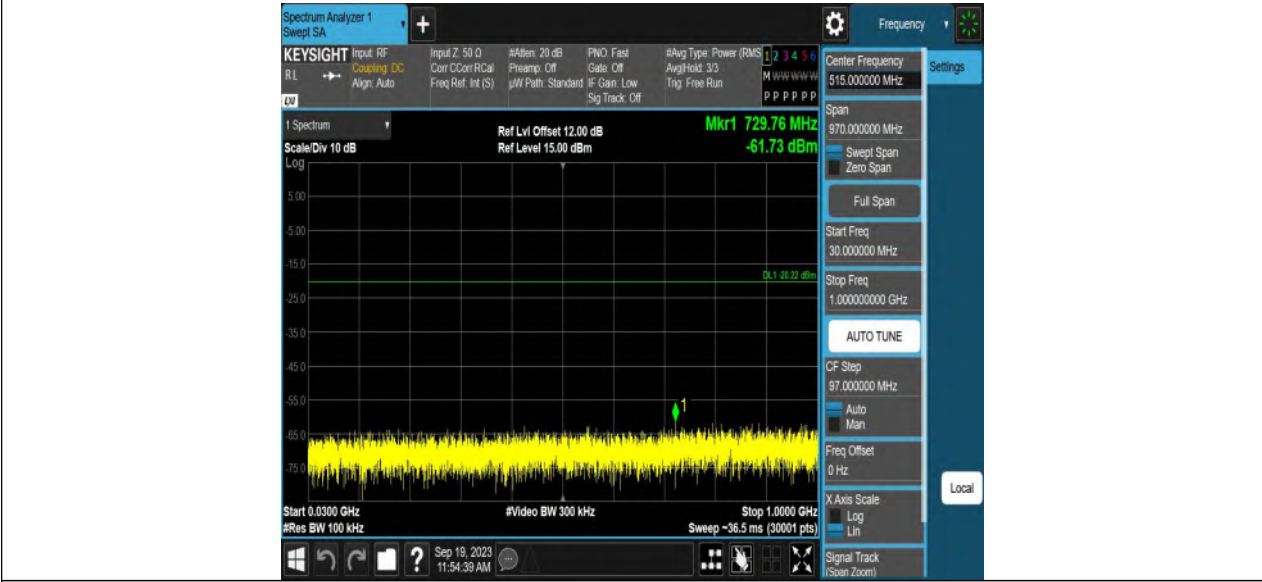 Spectrum Analyzer 1
Swept SA
+
Frequency
KEYSIGHT
RL
LXI
Input: RF
Coupling: DC
Align: Auto
Input Z: 50 Ω
Corr CCorr RCal
Freq Ref: Int (S)
#Atten: 20 dB
Preamp: Off
µW Path: Standard
PNO: Fast
Gate: Off
IF Gain: Low
Sig Track: Off
#Avg Type: Power (RMS
Avg|Hold: 3/3
Trig: Free Run
1 2 3 4 5 6
M W W W W W
P P P P P P
Center Frequency
515.000000 MHz
Settings
1 Spectrum
Scale/Div 10 dB
Ref Lvl Offset 12.00 dB
Ref Level 15.00 dBm
Mkr1 729.76 MHz
-61.73 dBm
Span
970.000000 MHz
Swept Span
Zero Span
Full Span
Start Freq
30.000000 MHz
Stop Freq
1.000000000 GHz
AUTO TUNE
CF Step
97.000000 MHz
Auto
Man
Freq Offset
0 Hz
X Axis Scale
Log
Lin
Signal Track
(Span Zoom)
Local
Log
5.00
-5.00
-15.0
DL1 -20.22 dBm
-25.0
-35.0
-45.0
-55.0
1
-65.0
-75.0
Start 0.0300 GHz
#Video BW 300 kHz
Stop 1.0000 GHz
#Res BW 100 kHz
Sweep ~36.5 ms (30001 pts)
?
Sep 19, 2023
11:54:39 AM